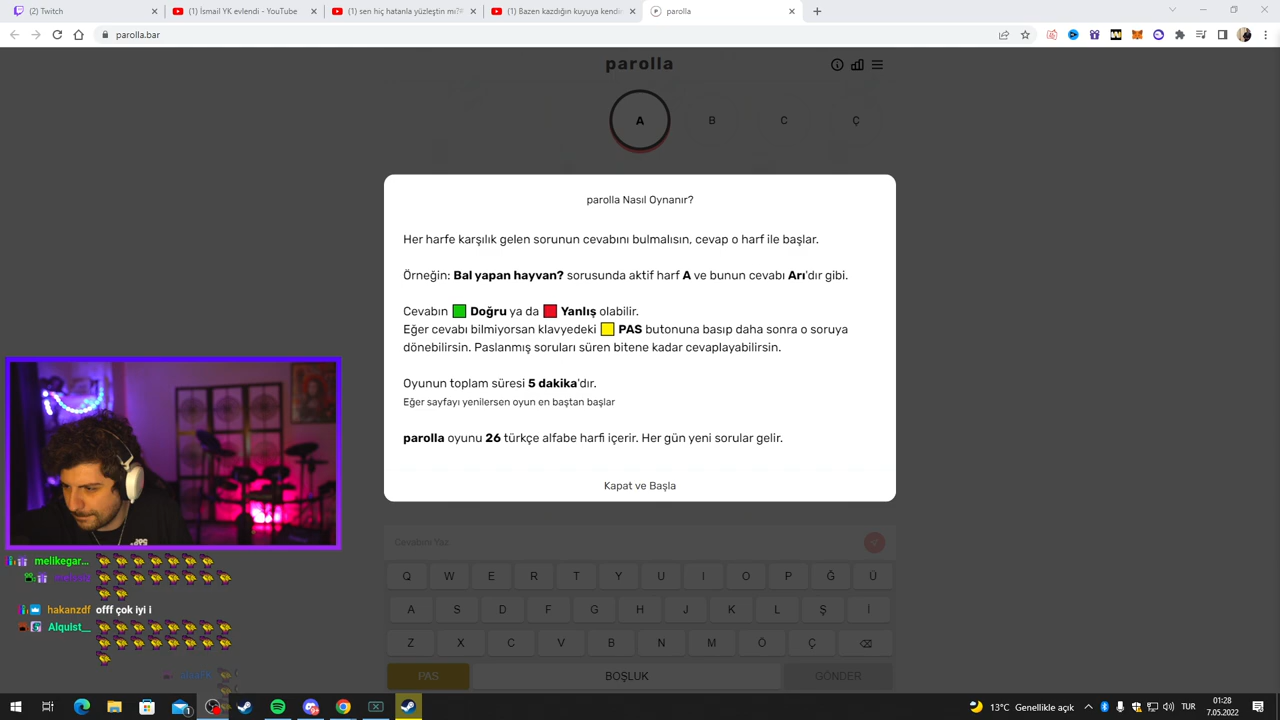 (2) Twitch
(1) İsmail YK evlendi - YouTube
(1) sen hiç hatanla yüzleştin mi?#
(1) Bazen kazdığın kuyuya kendin
parolla
parolla.bar
parolla
A B C Ç
parolla Nasıl Oynanır?
Her harfe karşılık gelen sorunun cevabını bulmalısın, cevap o harf ile başlar.
Örneğin: Bal yapan hayvan? sorusunda aktif harf A ve bunun cevabı Arı'dır gibi.
Cevabın Doğru ya da Yanlış olabilir.
Eğer cevabı bilmiyorsan klavyedeki PAS butonuna basıp daha sonra o soruya
dönebilirsin. Paslanmış soruları süren bitene kadar cevaplayabilirsin.
Oyunun toplam süresi 5 dakika'dır.
Eğer sayfayı yenilersen oyun en baştan başlar
parolla oyunu 26 türkçe alfabe harfi içerir. Her gün yeni sorular gelir.
Kapat ve Başla
Cevabını Yaz
Q W E R T Y U I O P Ğ Ü
A S D F G H J K L Ş İ
Z X C V B N M Ö Ç
PAS BOŞLUK GÖNDER
melikegar...
hakanzdf offf çok iyi i
Alquist__
13°C Genellikle açık
TUR
01:28
7.05.2022